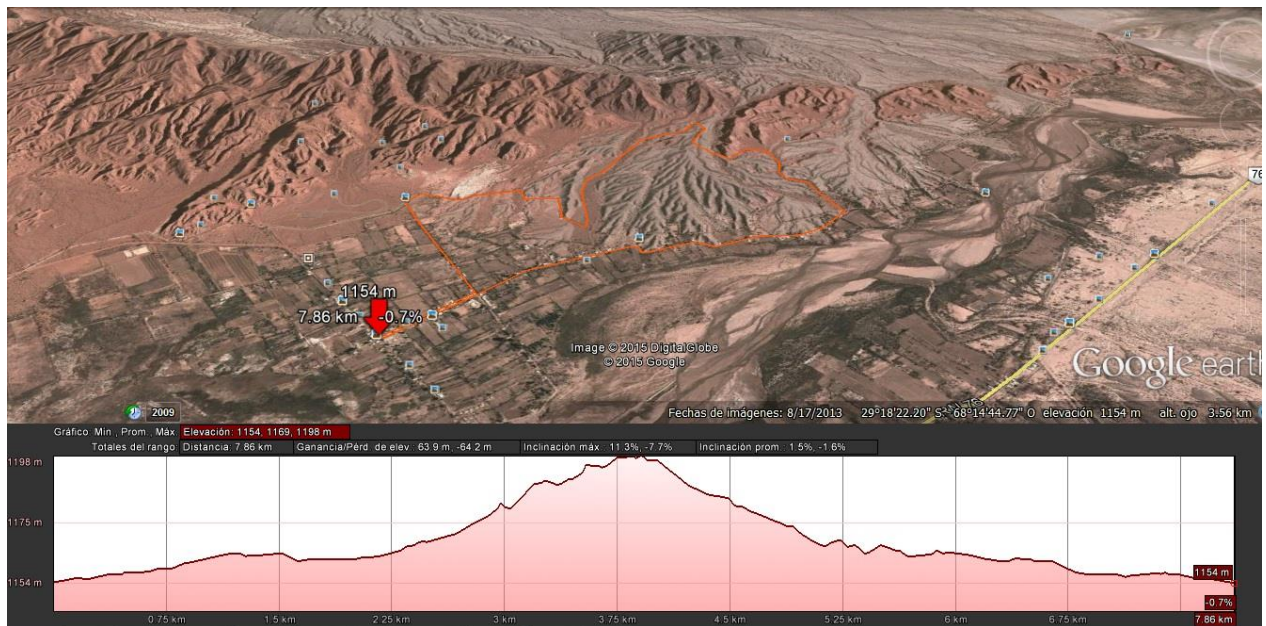 76
1154 m
7.86 km -0.7%
Image © 2015 DigitalGlobe
© 2015 Google
Google earth
2009
Fechas de imágenes: 8/17/2013 29°18'22.20" S 68°14'44.77" O elevación 1154 m alt. ojo 3.56 km
Gráfico: Mín., Prom., Máx. Elevación: 1154, 1169, 1198 m
Totales del rango: Distancia: 7.86 km Ganancia/Pérd. de elev: 63.9 m, -64.2 m Inclinación máx: 11.3%, -7.7% Inclinación prom.: 1.5%, -1.6%
1198 m
1175 m
1154 m
1154 m
-0.7%
0.75 km 1.5 km 2.25 km 3 km 3.75 km 4.5 km 5.25 km 6 km 6.75 km 7.86 km